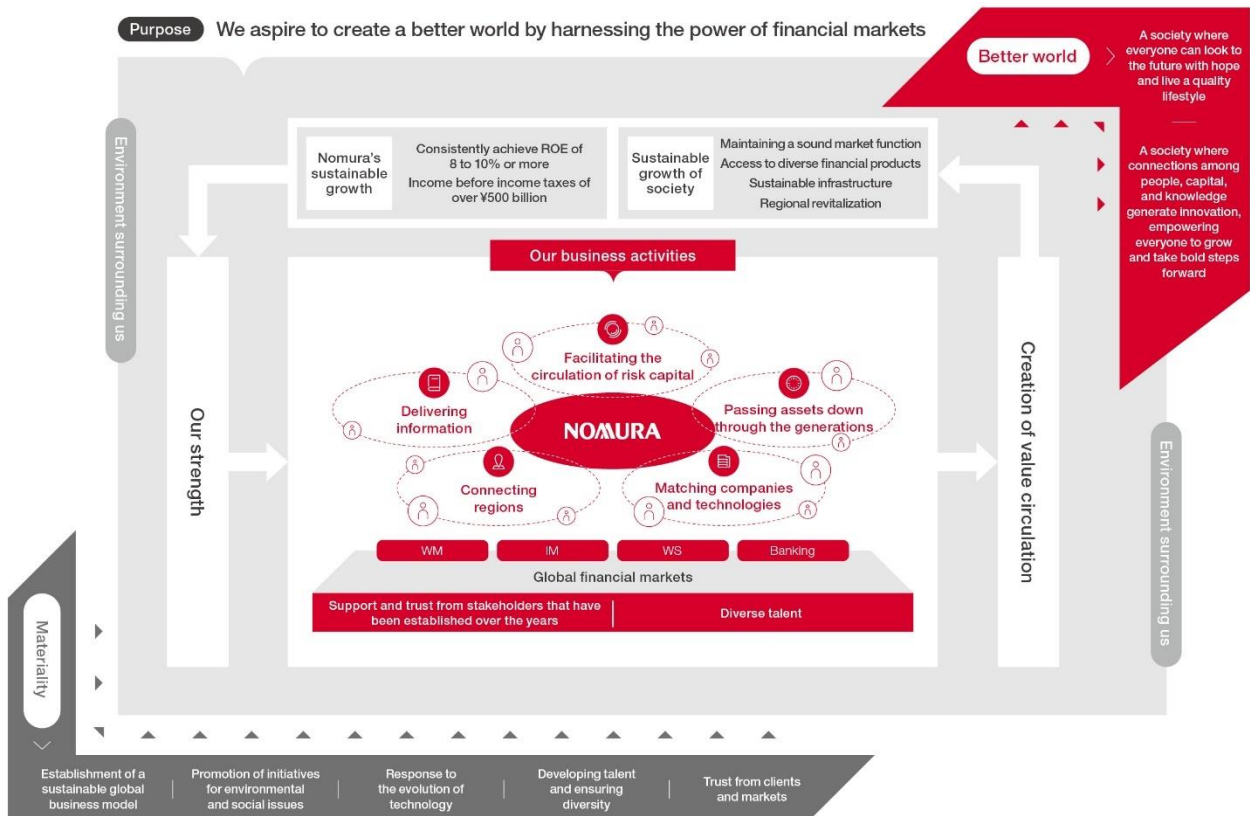 Purpose
We aspire to create a better world by harnessing the power of financial markets
Better world
A society where
everyone can look to
the future with hope
and live a quality
lifestyle
A society where
connections among
people, capital,
and knowledge
generate innovation,
empowering
everyone to grow
and take bold steps
forward
Environment surrounding us
Nomura's
sustainable
growth
Consistently achieve ROE of
8 to 10% or more
Income before income taxes of
over ¥500 billion
Sustainable
growth of
society
Maintaining a sound market function
Access to diverse financial products
Sustainable infrastructure
Regional revitalization
Our strength
Our business activities
Facilitating the
circulation of risk capital
Delivering
information
Passing assets down
through the generations
NOMURA
Connecting
regions
Matching companies
and technologies
WM
IM
WS
Banking
Global financial markets
Support and trust from stakeholders that have
been established over the years
Diverse talent
Creation of value circulation
Environment surrounding us
Materiality
Establishment of a
sustainable global
business model
Promotion of initiatives
for environmental
and social issues
Response to
the evolution of
technology
Developing talent
and ensuring
diversity
Trust from clients
and markets